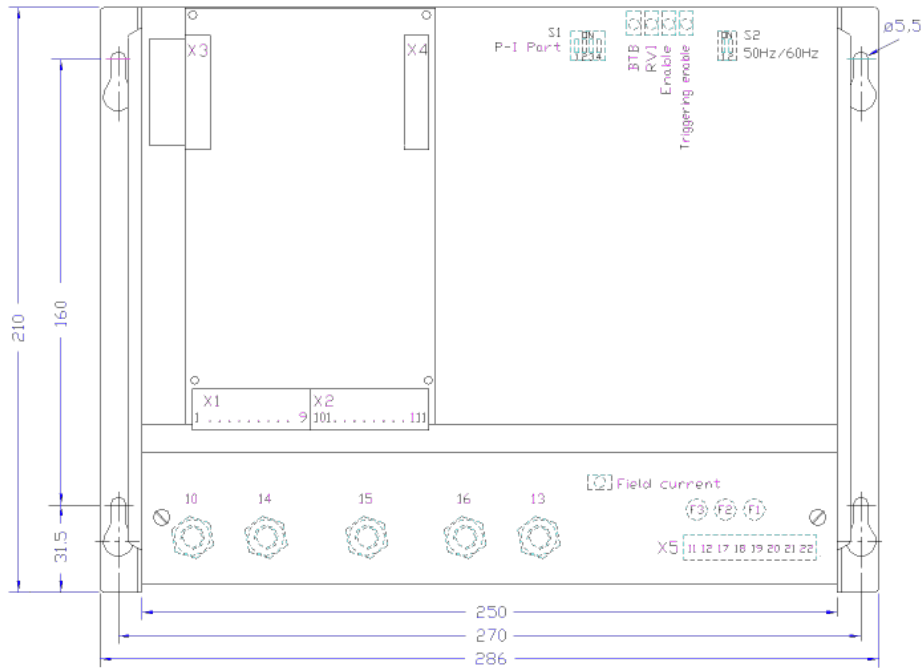 S1
P-I Part
ON
1234
BTB
RVI
Enable
Triggering enable
ON
12
S2
50Hz/60Hz
ø5,5
X3
X4
210
160
31.5
X1
1 . . . . . . . . . 9
X2
101. . . . . . . . 111
10
14
15
16
13
Field current
F3
F2
F1
X5
11 12 17 18 19 20 21 22
250
270
286